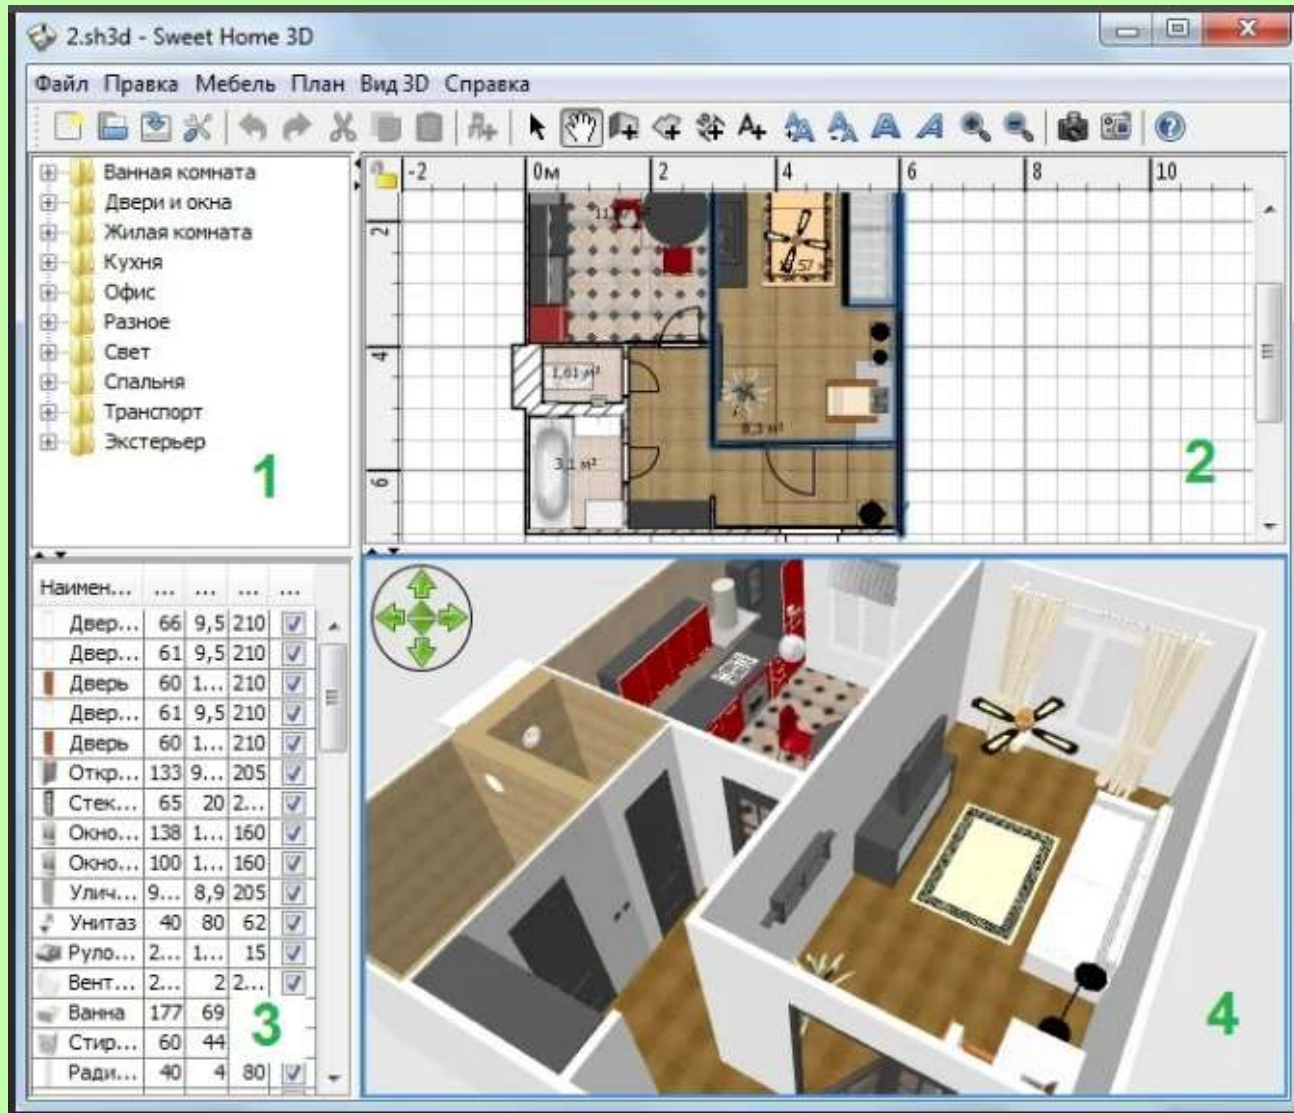 2.sh3d - Sweet Home 3D
Файл Правка Мебель План Вид 3D Справка
Ванная комната
Двери и окна
Жилая комната
Кухня
Офис
Разное
Свет
Спальня
Транспорт
Экстерьер
1
-2 0м 2 4 6 8 10
2
4
6
1,61 м²
8,3 м²
3,1 м²
2
Наимен... ... ... ... ...
Двер... 66 9,5 210
Двер... 61 9,5 210
Дверь 60 1... 210
Двер... 61 9,5 210
Дверь 60 1... 210
Откр... 133 9... 205
Стек... 65 20 2...
Окно... 138 1... 160
Окно... 100 1... 160
Улич... 9... 8,9 205
Унитаз 40 80 62
Руло... 2... 1... 15
Вент... 2... 2 2...
Ванна 177 69
Стир... 60 44
Ради... 40 4 80
3
4